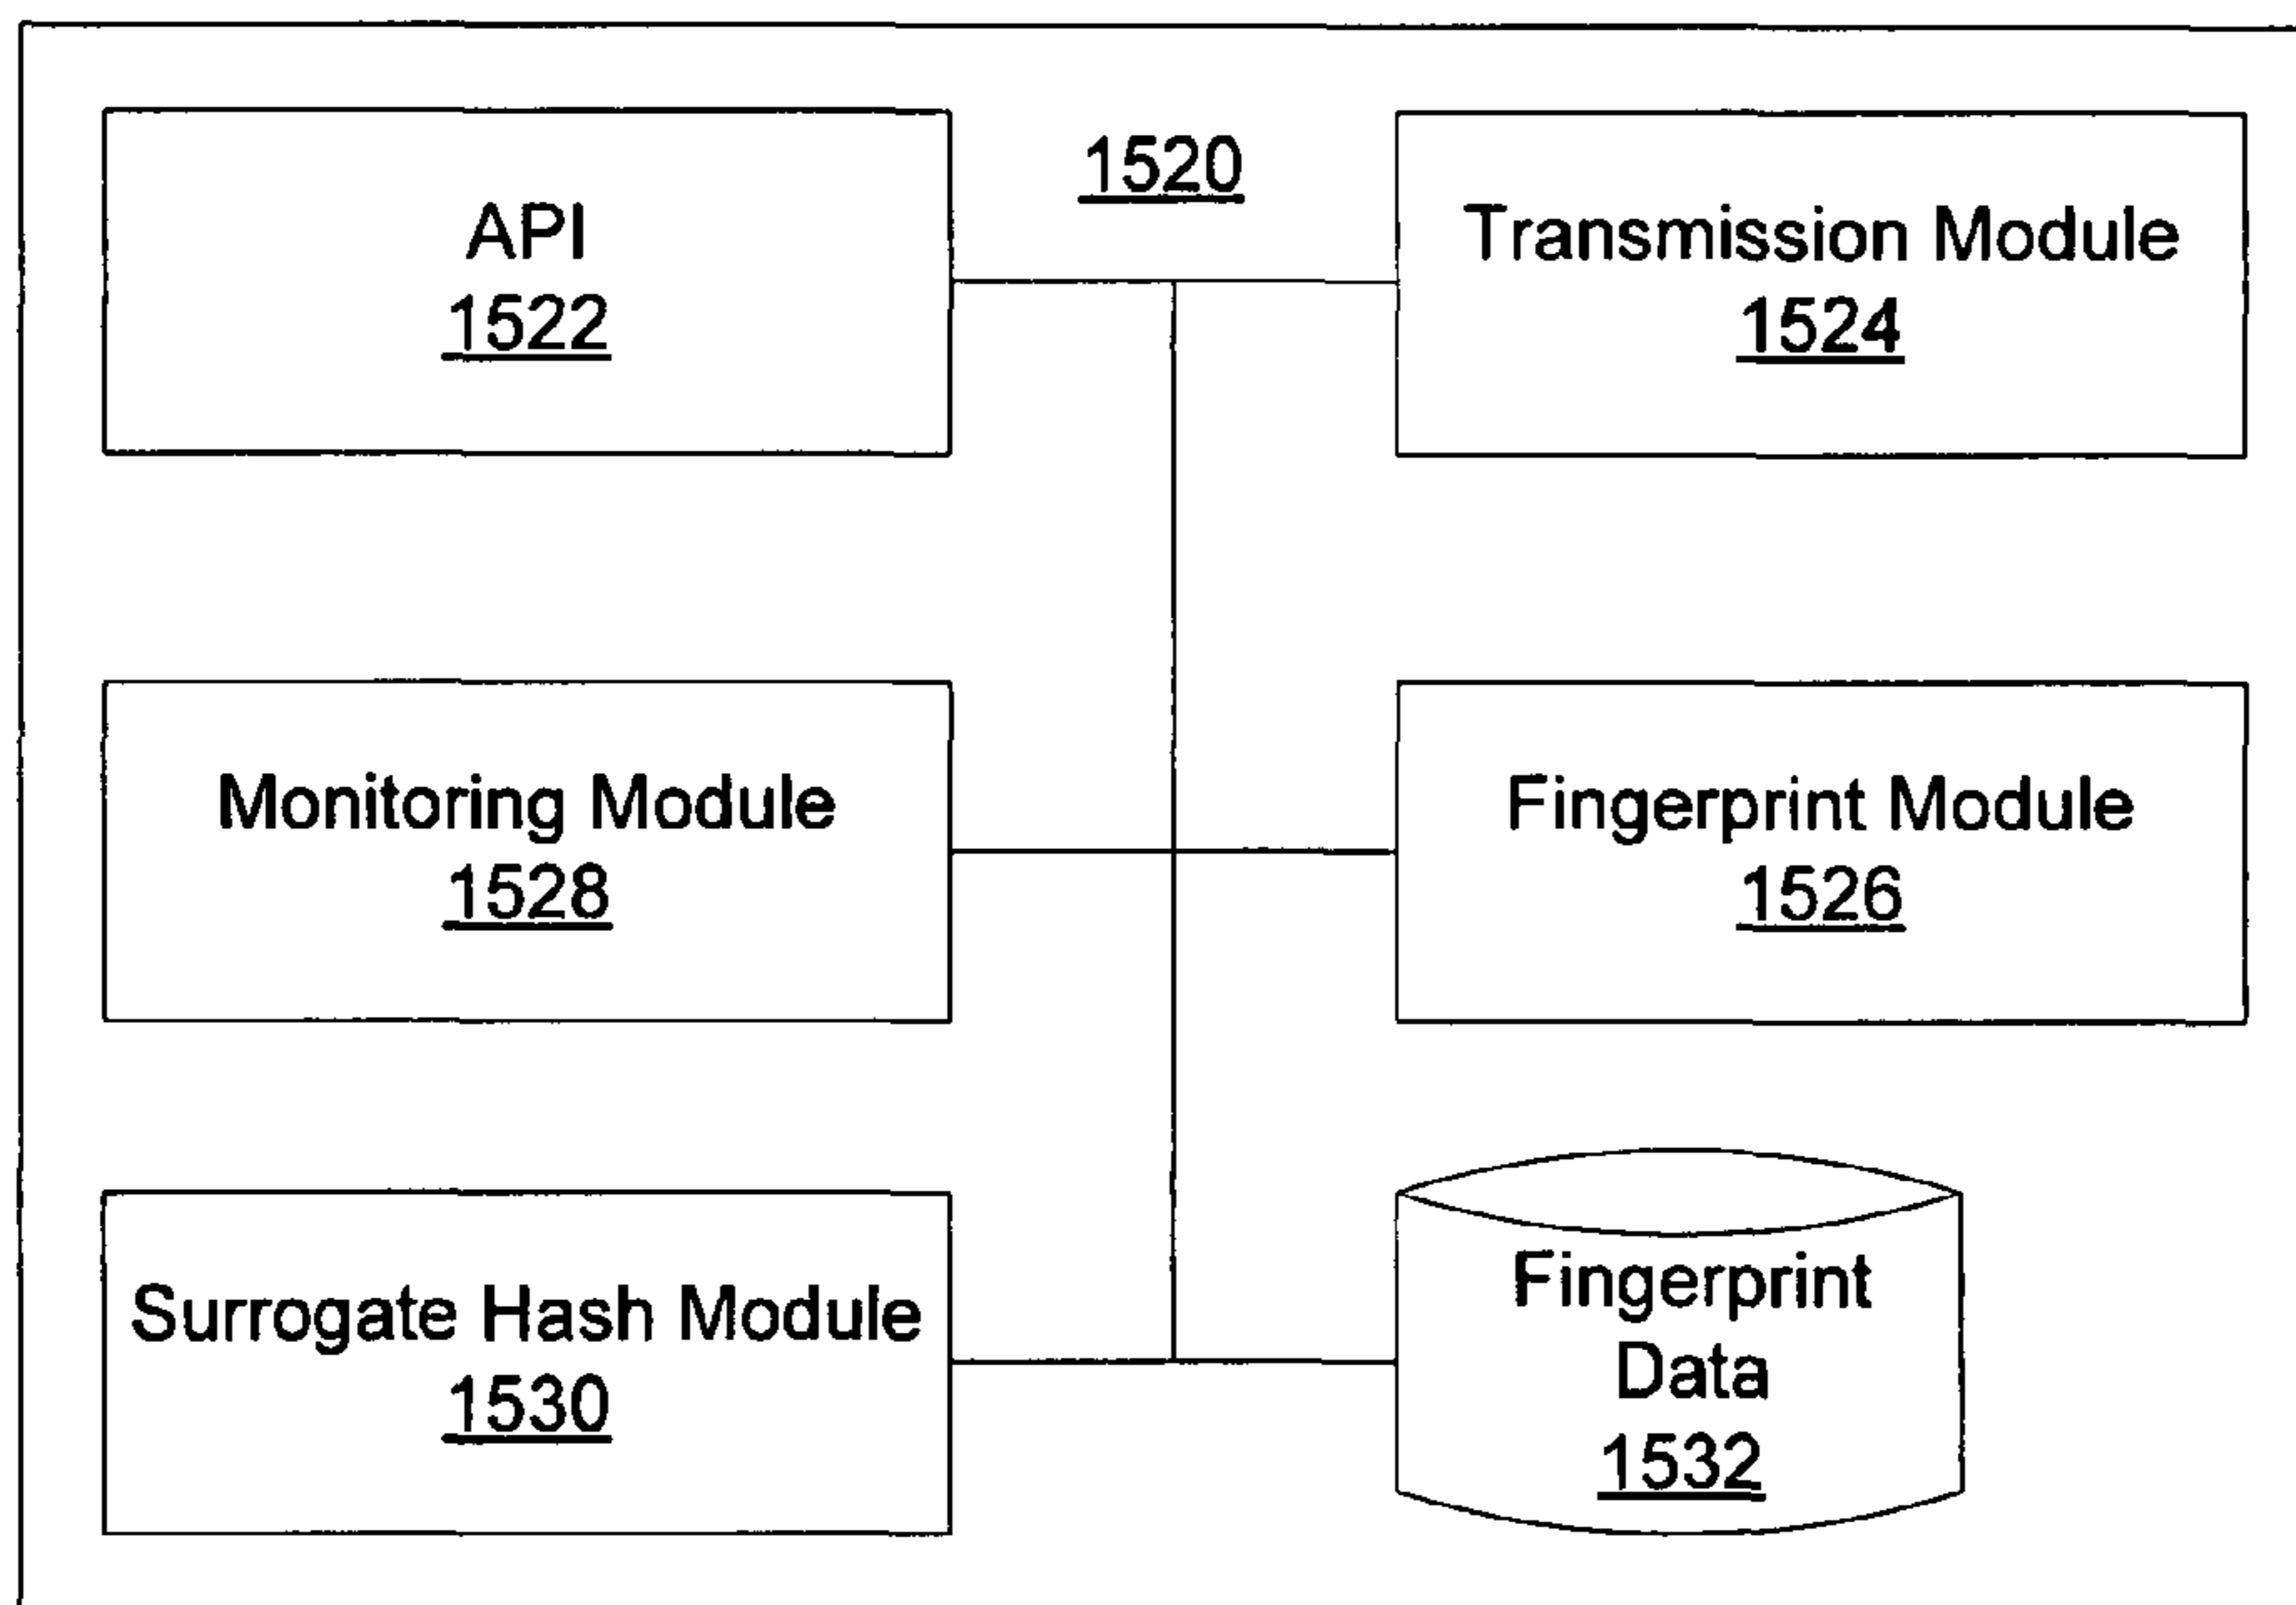 API
1522
1520
Transmission Module
1524
Monitoring Module
1528
Fingerprint Module
1526
Surrogate Hash Module
1530
Fingerprint
Data
1532